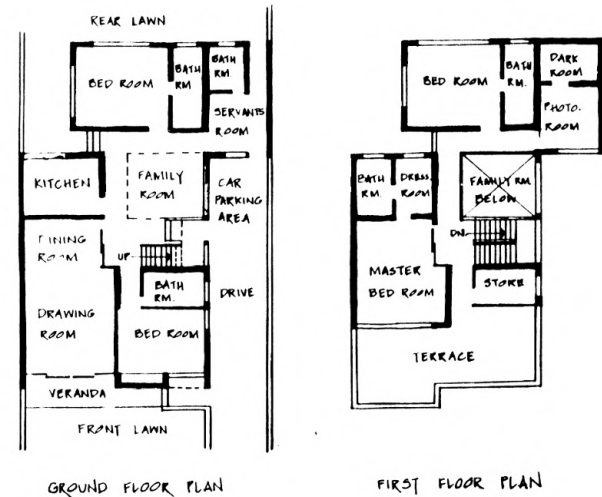 REAR LAWN
BED ROOM
BATH
RM.
BATH
RM.
SERVANTS
ROOM
KITCHEN
FAMILY
ROOM
CAR
PARKING
AREA
DINING
ROOM
UP
BATH
RM.
DRIVE
DRAWING
ROOM
BED ROOM
VERANDA
FRONT LAWN
GROUND FLOOR PLAN
BED ROOM
BATH
RM.
DARK
ROOM
PHOTO.
ROOM
BATH
RM.
DRESS.
ROOM
FAMILY RM.
BELOW
DN.
MASTER
BED ROOM
STORE
TERRACE
FIRST FLOOR PLAN